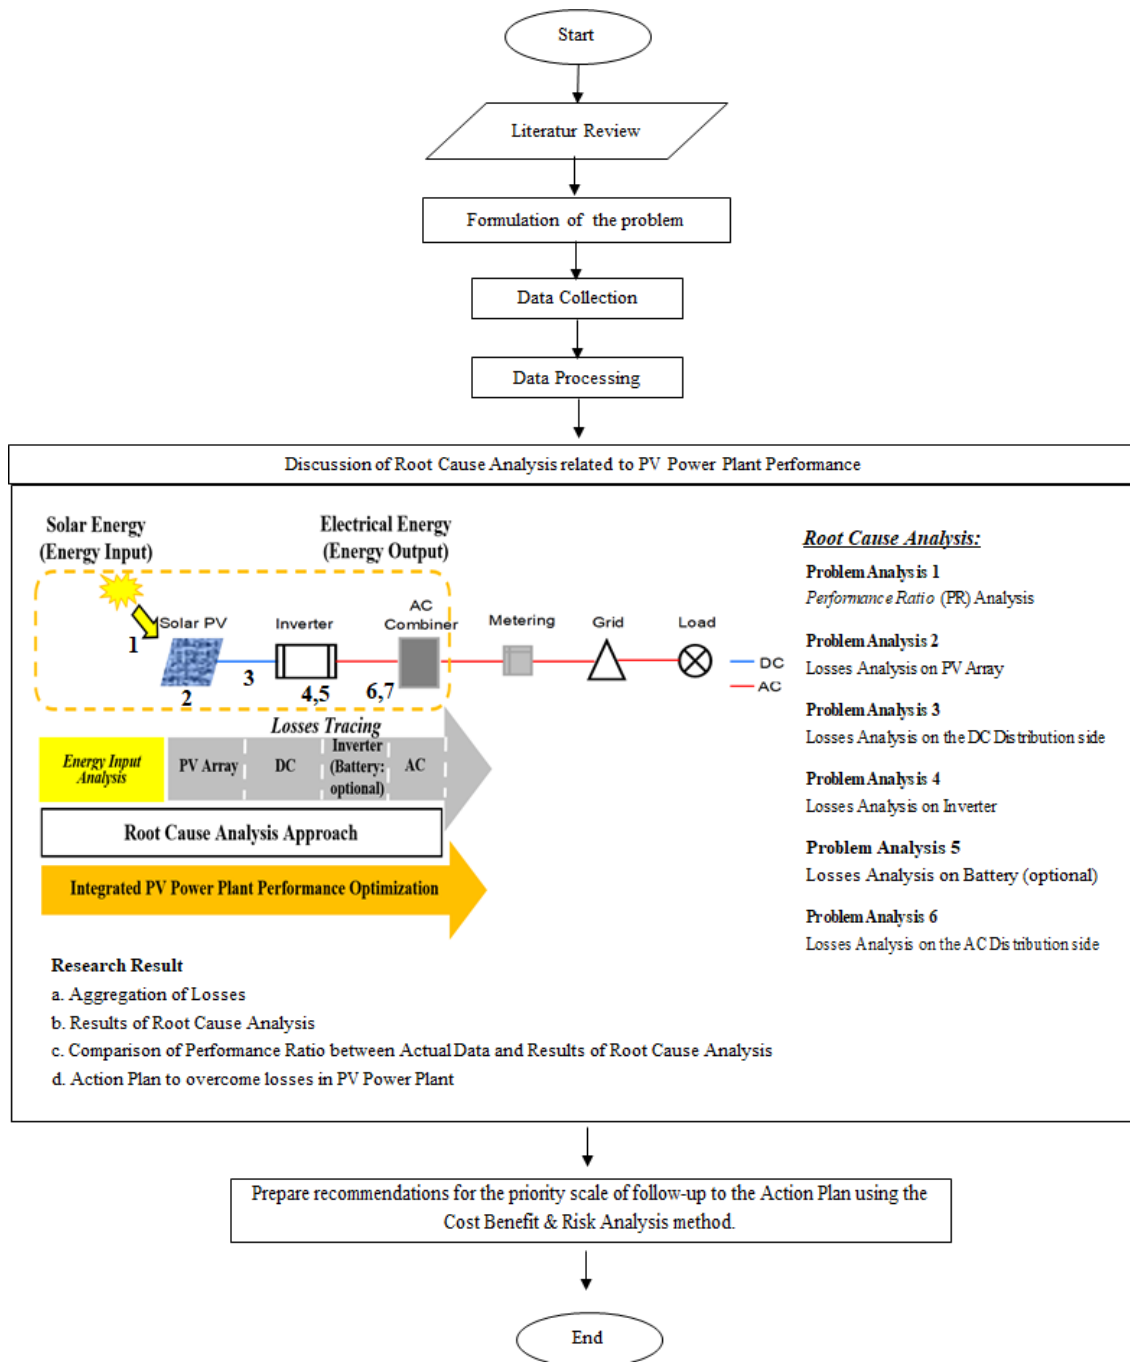 Start
Literatur Review
Formulation of the problem
Data Collection
Data Processing
Discussion of Root Cause Analysis related to PV Power Plant Performance
Solar Energy
(Energy Input)
Electrical Energy
(Energy Output)
1
Solar PV
2
3
Inverter
4,5
AC
Combiner
6,7
Metering
Grid
Load
DC
AC
Losses Tracing
Energy Input
Analysis
PV Array
DC
Inverter
(Battery:
optional)
AC
Root Cause Analysis Approach
Integrated PV Power Plant Performance Optimization
Root Cause Analysis:
Problem Analysis 1
Performance Ratio (PR) Analysis
Problem Analysis 2
Losses Analysis on PV Array
Problem Analysis 3
Losses Analysis on the DC Distribution side
Problem Analysis 4
Losses Analysis on Inverter
Problem Analysis 5
Losses Analysis on Battery (optional)
Problem Analysis 6
Losses Analysis on the AC Distribution side
Research Result
a. Aggregation of Losses
b. Results of Root Cause Analysis
c. Comparison of Performance Ratio between Actual Data and Results of Root Cause Analysis
d. Action Plan to overcome losses in PV Power Plant
Prepare recommendations for the priority scale of follow-up to the Action Plan using the
Cost Benefit & Risk Analysis method.
End